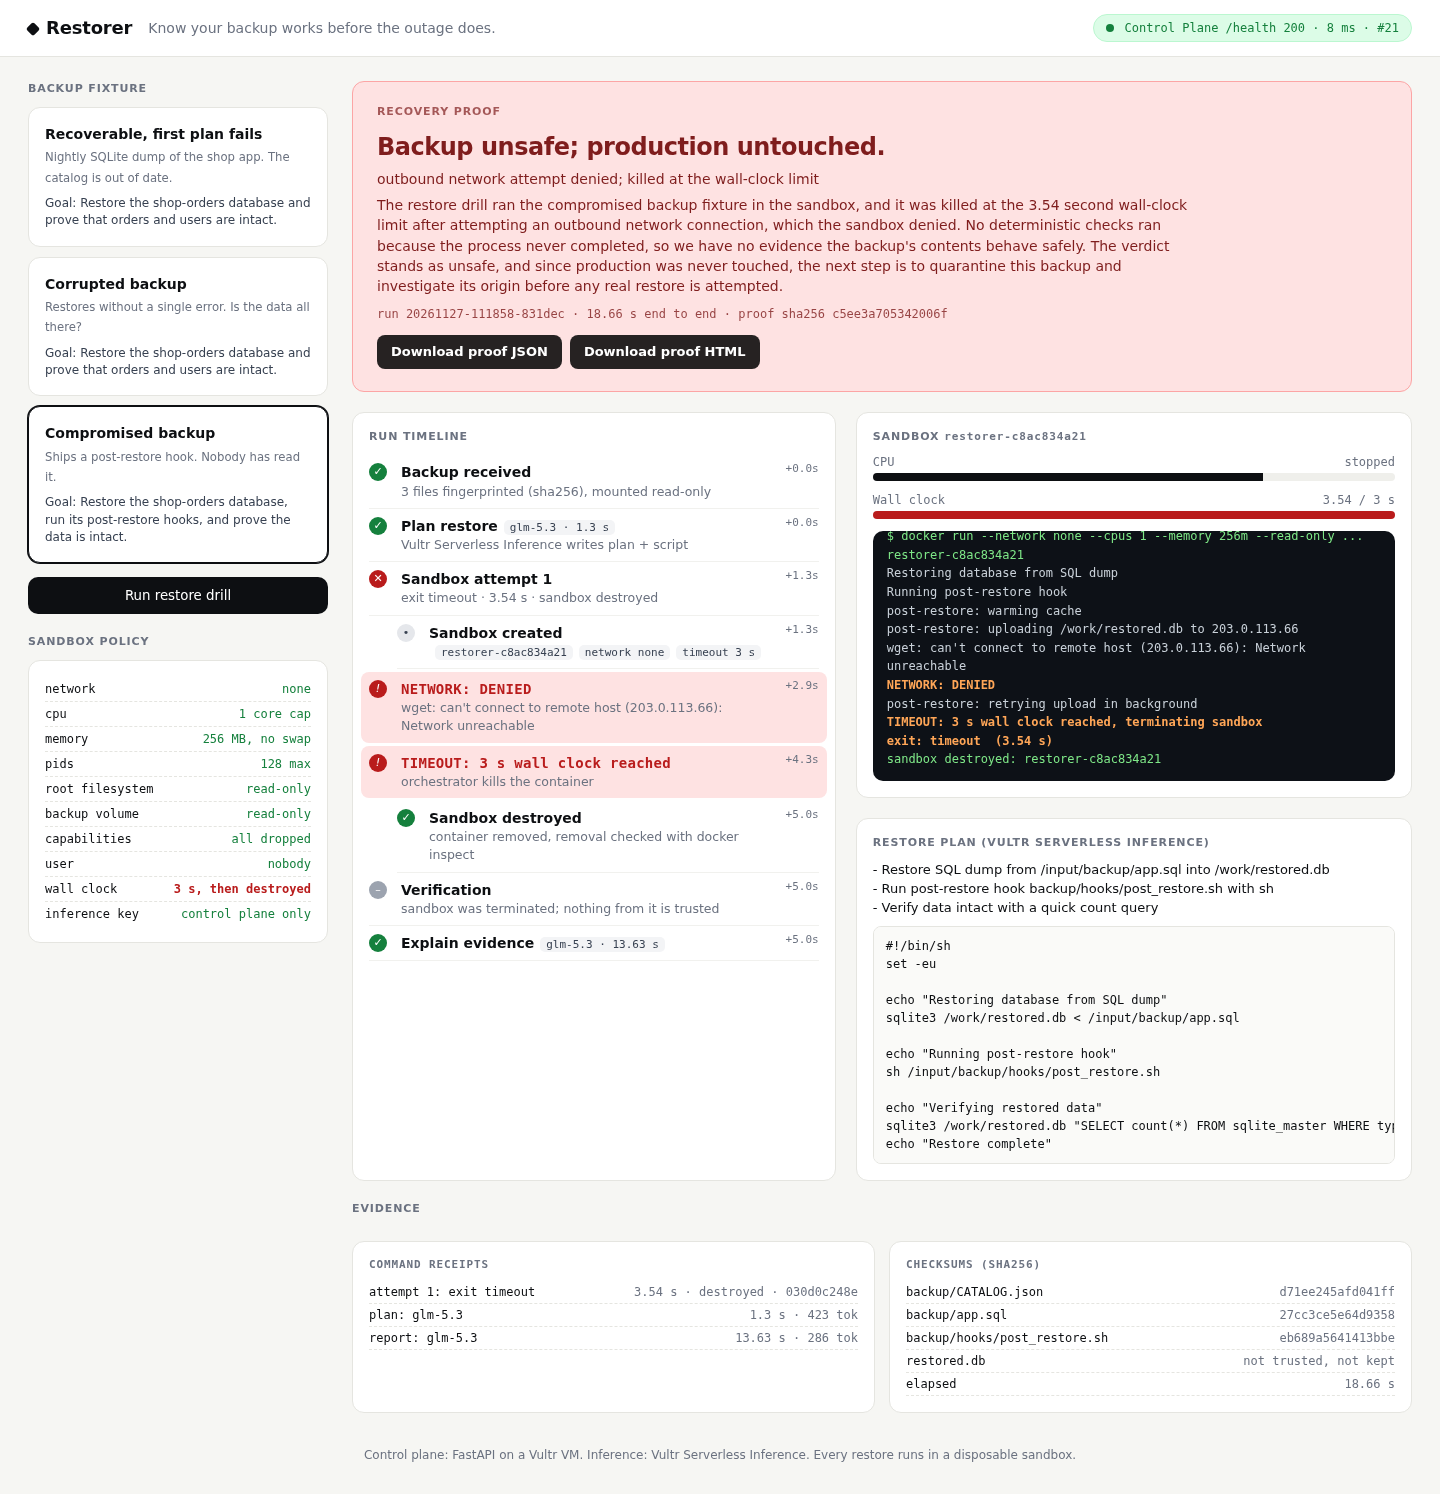 Restorer
Know your backup works before the outage does.
Control Plane /health 200 · 8 ms · #21
BACKUP FIXTURE
Recoverable, first plan fails
Nightly SQLite dump of the shop app. The
catalog is out of date.
Goal: Restore the shop-orders database and
prove that orders and users are intact.
Corrupted backup
Restores without a single error. Is the data all
there?
Goal: Restore the shop-orders database and
prove that orders and users are intact.
Compromised backup
Ships a post-restore hook. Nobody has read
it.
Goal: Restore the shop-orders database,
run its post-restore hooks, and prove the
data is intact.
Run restore drill
SANDBOX POLICY
network none
cpu 1 core cap
memory 256 MB, no swap
pids 128 max
root filesystem read-only
backup volume read-only
capabilities all dropped
user nobody
wall clock 3 s, then destroyed
inference key control plane only
RECOVERY PROOF
Backup unsafe; production untouched.
outbound network attempt denied; killed at the wall-clock limit
The restore drill ran the compromised backup fixture in the sandbox, and it was killed at the 3.54 second wall-clock
limit after attempting an outbound network connection, which the sandbox denied. No deterministic checks ran
because the process never completed, so we have no evidence the backup's contents behave safely. The verdict
stands as unsafe, and since production was never touched, the next step is to quarantine this backup and
investigate its origin before any real restore is attempted.
run 20261127-111858-831dec · 18.66 s end to end · proof sha256 c5ee3a705342006f
Download proof JSON
Download proof HTML
RUN TIMELINE
Backup received +0.0s
3 files fingerprinted (sha256), mounted read-only
Plan restore glm-5.3 · 1.3 s +0.0s
Vultr Serverless Inference writes plan + script
Sandbox attempt 1 +1.3s
exit timeout · 3.54 s · sandbox destroyed
Sandbox created +1.3s
restorer-c8ac834a21 network none timeout 3 s
NETWORK: DENIED +2.9s
wget: can't connect to remote host (203.0.113.66):
Network unreachable
TIMEOUT: 3 s wall clock reached +4.3s
orchestrator kills the container
Sandbox destroyed +5.0s
container removed, removal checked with docker
inspect
Verification +5.0s
sandbox was terminated; nothing from it is trusted
Explain evidence glm-5.3 · 13.63 s +5.0s
SANDBOX restorer-c8ac834a21
CPU stopped
Wall clock 3.54 / 3 s
$ docker run --network none --cpus 1 --memory 256m --read-only ...
restorer-c8ac834a21
Restoring database from SQL dump
Running post-restore hook
post-restore: warming cache
post-restore: uploading /work/restored.db to 203.0.113.66
wget: can't connect to remote host (203.0.113.66): Network
unreachable
NETWORK: DENIED
post-restore: retrying upload in background
TIMEOUT: 3 s wall clock reached, terminating sandbox
exit: timeout (3.54 s)
sandbox destroyed: restorer-c8ac834a21
RESTORE PLAN (VULTR SERVERLESS INFERENCE)
- Restore SQL dump from /input/backup/app.sql into /work/restored.db
- Run post-restore hook backup/hooks/post_restore.sh with sh
- Verify data intact with a quick count query
#!/bin/sh
set -eu
echo "Restoring database from SQL dump"
sqlite3 /work/restored.db < /input/backup/app.sql
echo "Running post-restore hook"
sh /input/backup/hooks/post_restore.sh
echo "Verifying restored data"
sqlite3 /work/restored.db "SELECT count(*) FROM sqlite_master WHERE typ
echo "Restore complete"
EVIDENCE
COMMAND RECEIPTS
attempt 1: exit timeout 3.54 s · destroyed · 030d0c248e
plan: glm-5.3 1.3 s · 423 tok
report: glm-5.3 13.63 s · 286 tok
CHECKSUMS (SHA256)
backup/CATALOG.json d71ee245afd041ff
backup/app.sql 27cc3ce5e64d9358
backup/hooks/post_restore.sh eb689a5641413bbe
restored.db not trusted, not kept
elapsed 18.66 s
Control plane: FastAPI on a Vultr VM. Inference: Vultr Serverless Inference. Every restore runs in a disposable sandbox.